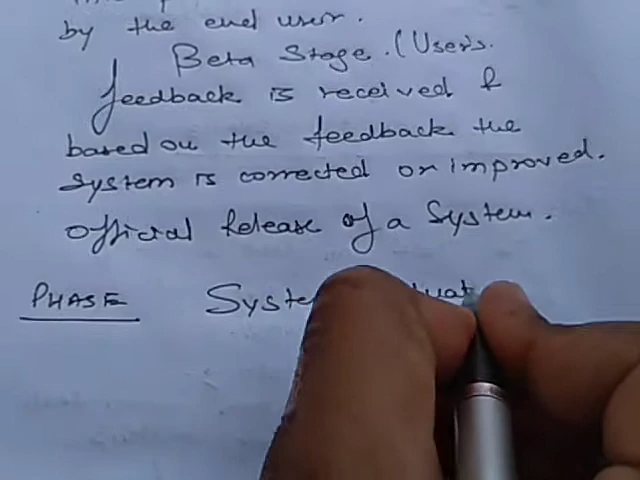 by the end user.
Beta Stage. (User's.
feedback is received &
based on the feedback the
System is corrected or improved.
official Release of a System.
PHASE Syste